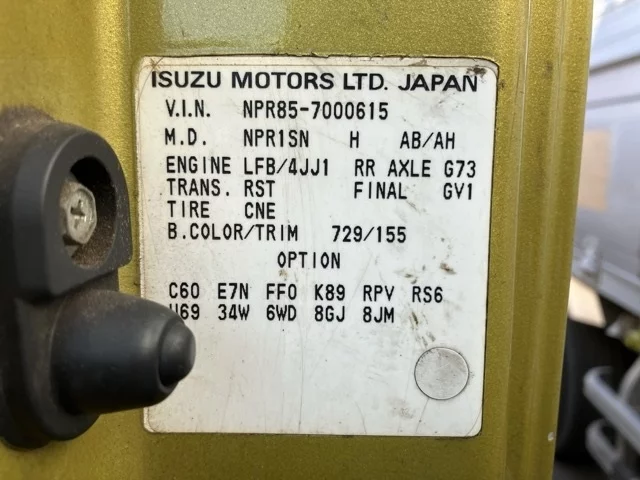 ISUZU MOTORS LTD. JAPAN
V.I.N. NPR85-7000615
M.D. NPR1SN H AB/AH
ENGINE LFB/4JJ1 RR AXLE G73
TRANS. RST FINAL GV1
TIRE CNE
B.COLOR/TRIM 729/155
OPTION
C60 E7N FF0 K89 RPV RS6
U69 34W 6WD 8GJ 8JM